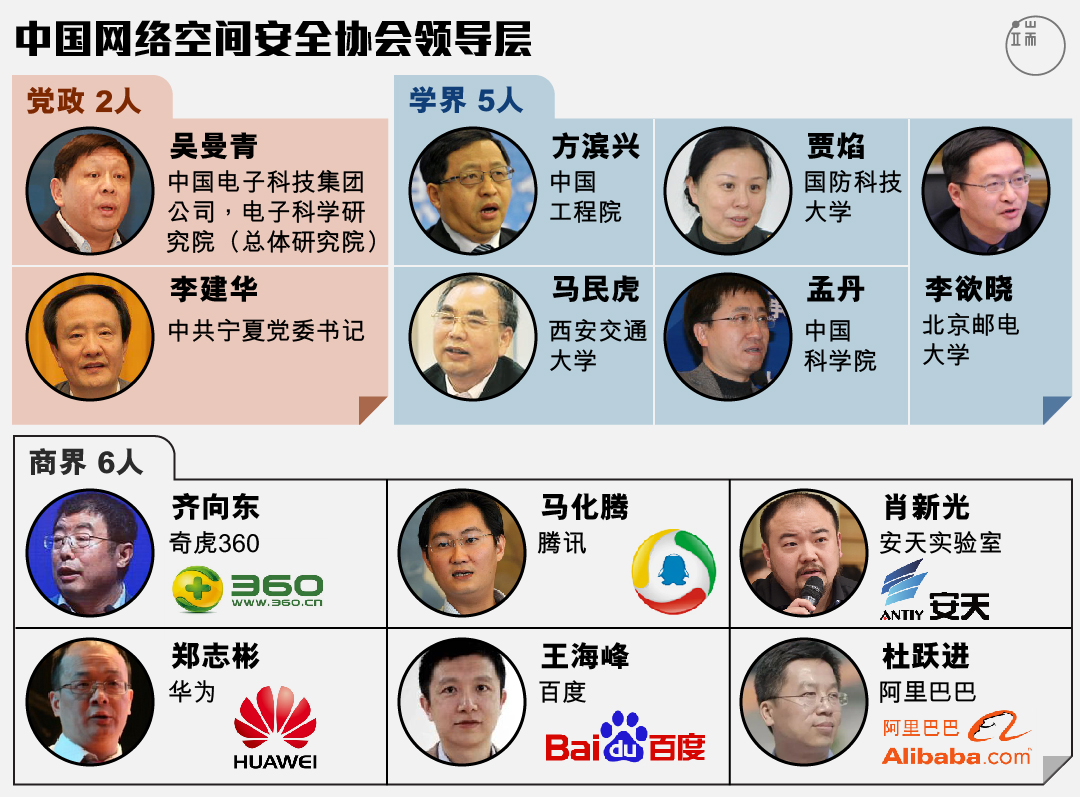 中国网络空间安全协会领导层
端
党政 2人
吴曼青
中国电子科技集团
公司，电子科学研
究院（总体研究院）
李建华
中共宁夏党委书记
学界 5人
方滨兴
中国
工程院
贾焰
国防科技
大学
李欲晓
北京邮电
大学
马民虎
西安交通
大学
孟丹
中国
科学院
商界 6人
齐向东
奇虎360
360
WWW.360.CN
马化腾
腾讯
肖新光
安天实验室
ANTIY 安天
郑志彬
华为
HUAWEI
王海峰
百度
Bai du 百度
杜跃进
阿里巴巴
阿里巴巴
Alibaba.com